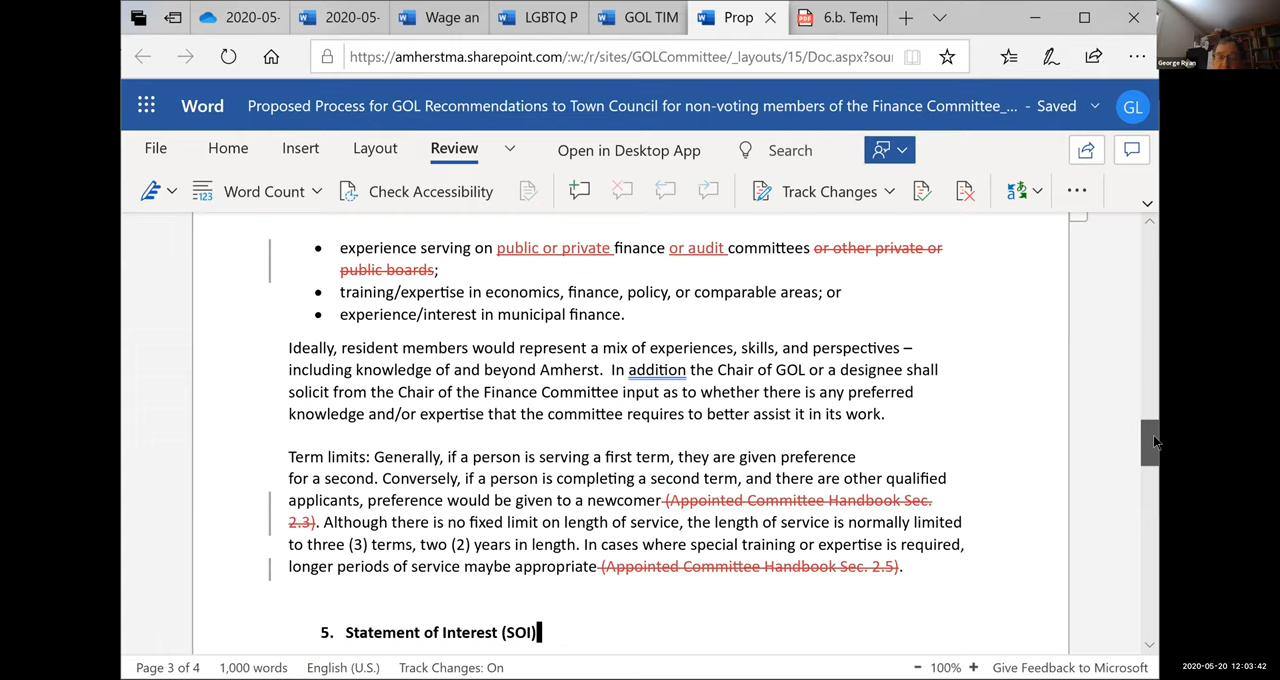 2020-05-
2020-05-
Wage an
LGBTQ P
GOL TIM
Prop
6.b. Temp
https://amherstma.sharepoint.com/:w:/r/sites/GOLCommittee/_layouts/15/Doc.aspx?sour
George Ryan
Word
Proposed Process for GOL Recommendations to Town Council for non-voting members of the Finance Committee_... - Saved
GL
File
Home
Insert
Layout
Review
Open in Desktop App
Search
Word Count
Check Accessibility
Track Changes
experience serving on public or private finance or audit committees or other private or
public boards;
training/expertise in economics, finance, policy, or comparable areas; or
experience/interest in municipal finance.
Ideally, resident members would represent a mix of experiences, skills, and perspectives –
including knowledge of and beyond Amherst. In addition the Chair of GOL or a designee shall
solicit from the Chair of the Finance Committee input as to whether there is any preferred
knowledge and/or expertise that the committee requires to better assist it in its work.
Term limits: Generally, if a person is serving a first term, they are given preference
for a second. Conversely, if a person is completing a second term, and there are other qualified
applicants, preference would be given to a newcomer (Appointed Committee Handbook Sec.
2.3). Although there is no fixed limit on length of service, the length of service is normally limited
to three (3) terms, two (2) years in length. In cases where special training or expertise is required,
longer periods of service maybe appropriate (Appointed Committee Handbook Sec. 2.5).
5. Statement of Interest (SOI)
Page 3 of 4
1,000 words
English (U.S.)
Track Changes: On
100%
Give Feedback to Microsoft
2020-05-20 12:03:42